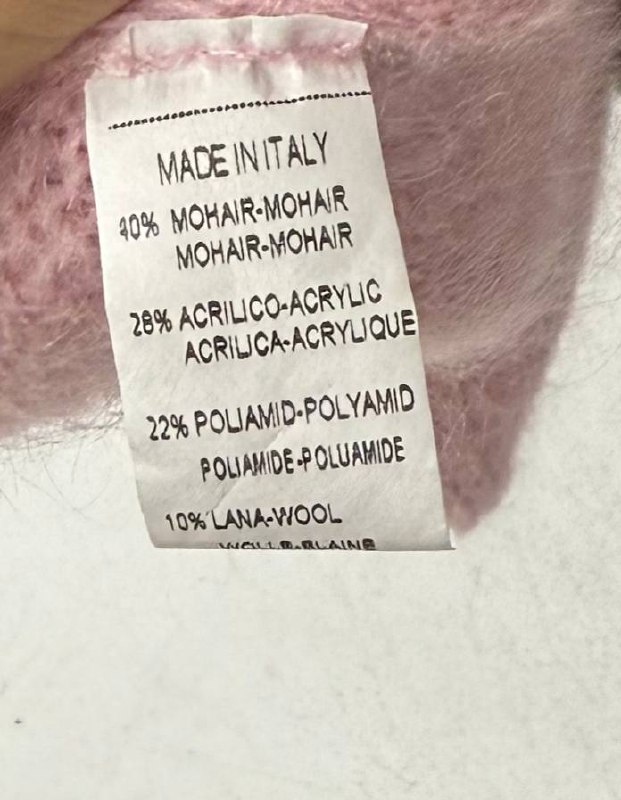 MADE IN ITALY
40% MOHAIR-MOHAIR
MOHAIR-MOHAIR
28% ACRILICO-ACRYLIC
ACRILICA-ACRYLIQUE
22% POLIAMID-POLYAMID
POLIAMIDE-POLUAMIDE
10% LANA-WOOL